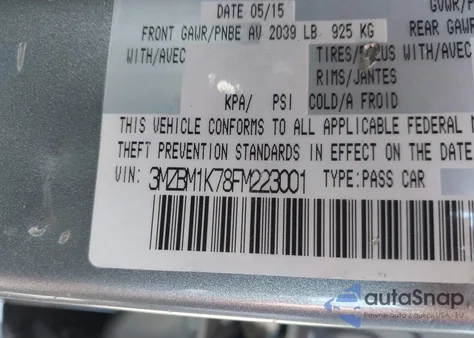 DATE 05/15
GVWR/P
FRONT GAWR/PNBE AV 2039 LB 925 KG
REAR GAWR
WITH/AVEC
TIRES/PNEUS
WITH/AVEC
RIMS/JANTES
KPA/ PSI COLD/A FROID
THIS VEHICLE CONFORMS TO ALL APPLICABLE FEDERAL
THEFT PREVENTION STANDARDS IN EFFECT ON THE DA
VIN: 3MZBM1K78FM223001 TYPE: PASS CAR
autoSnap